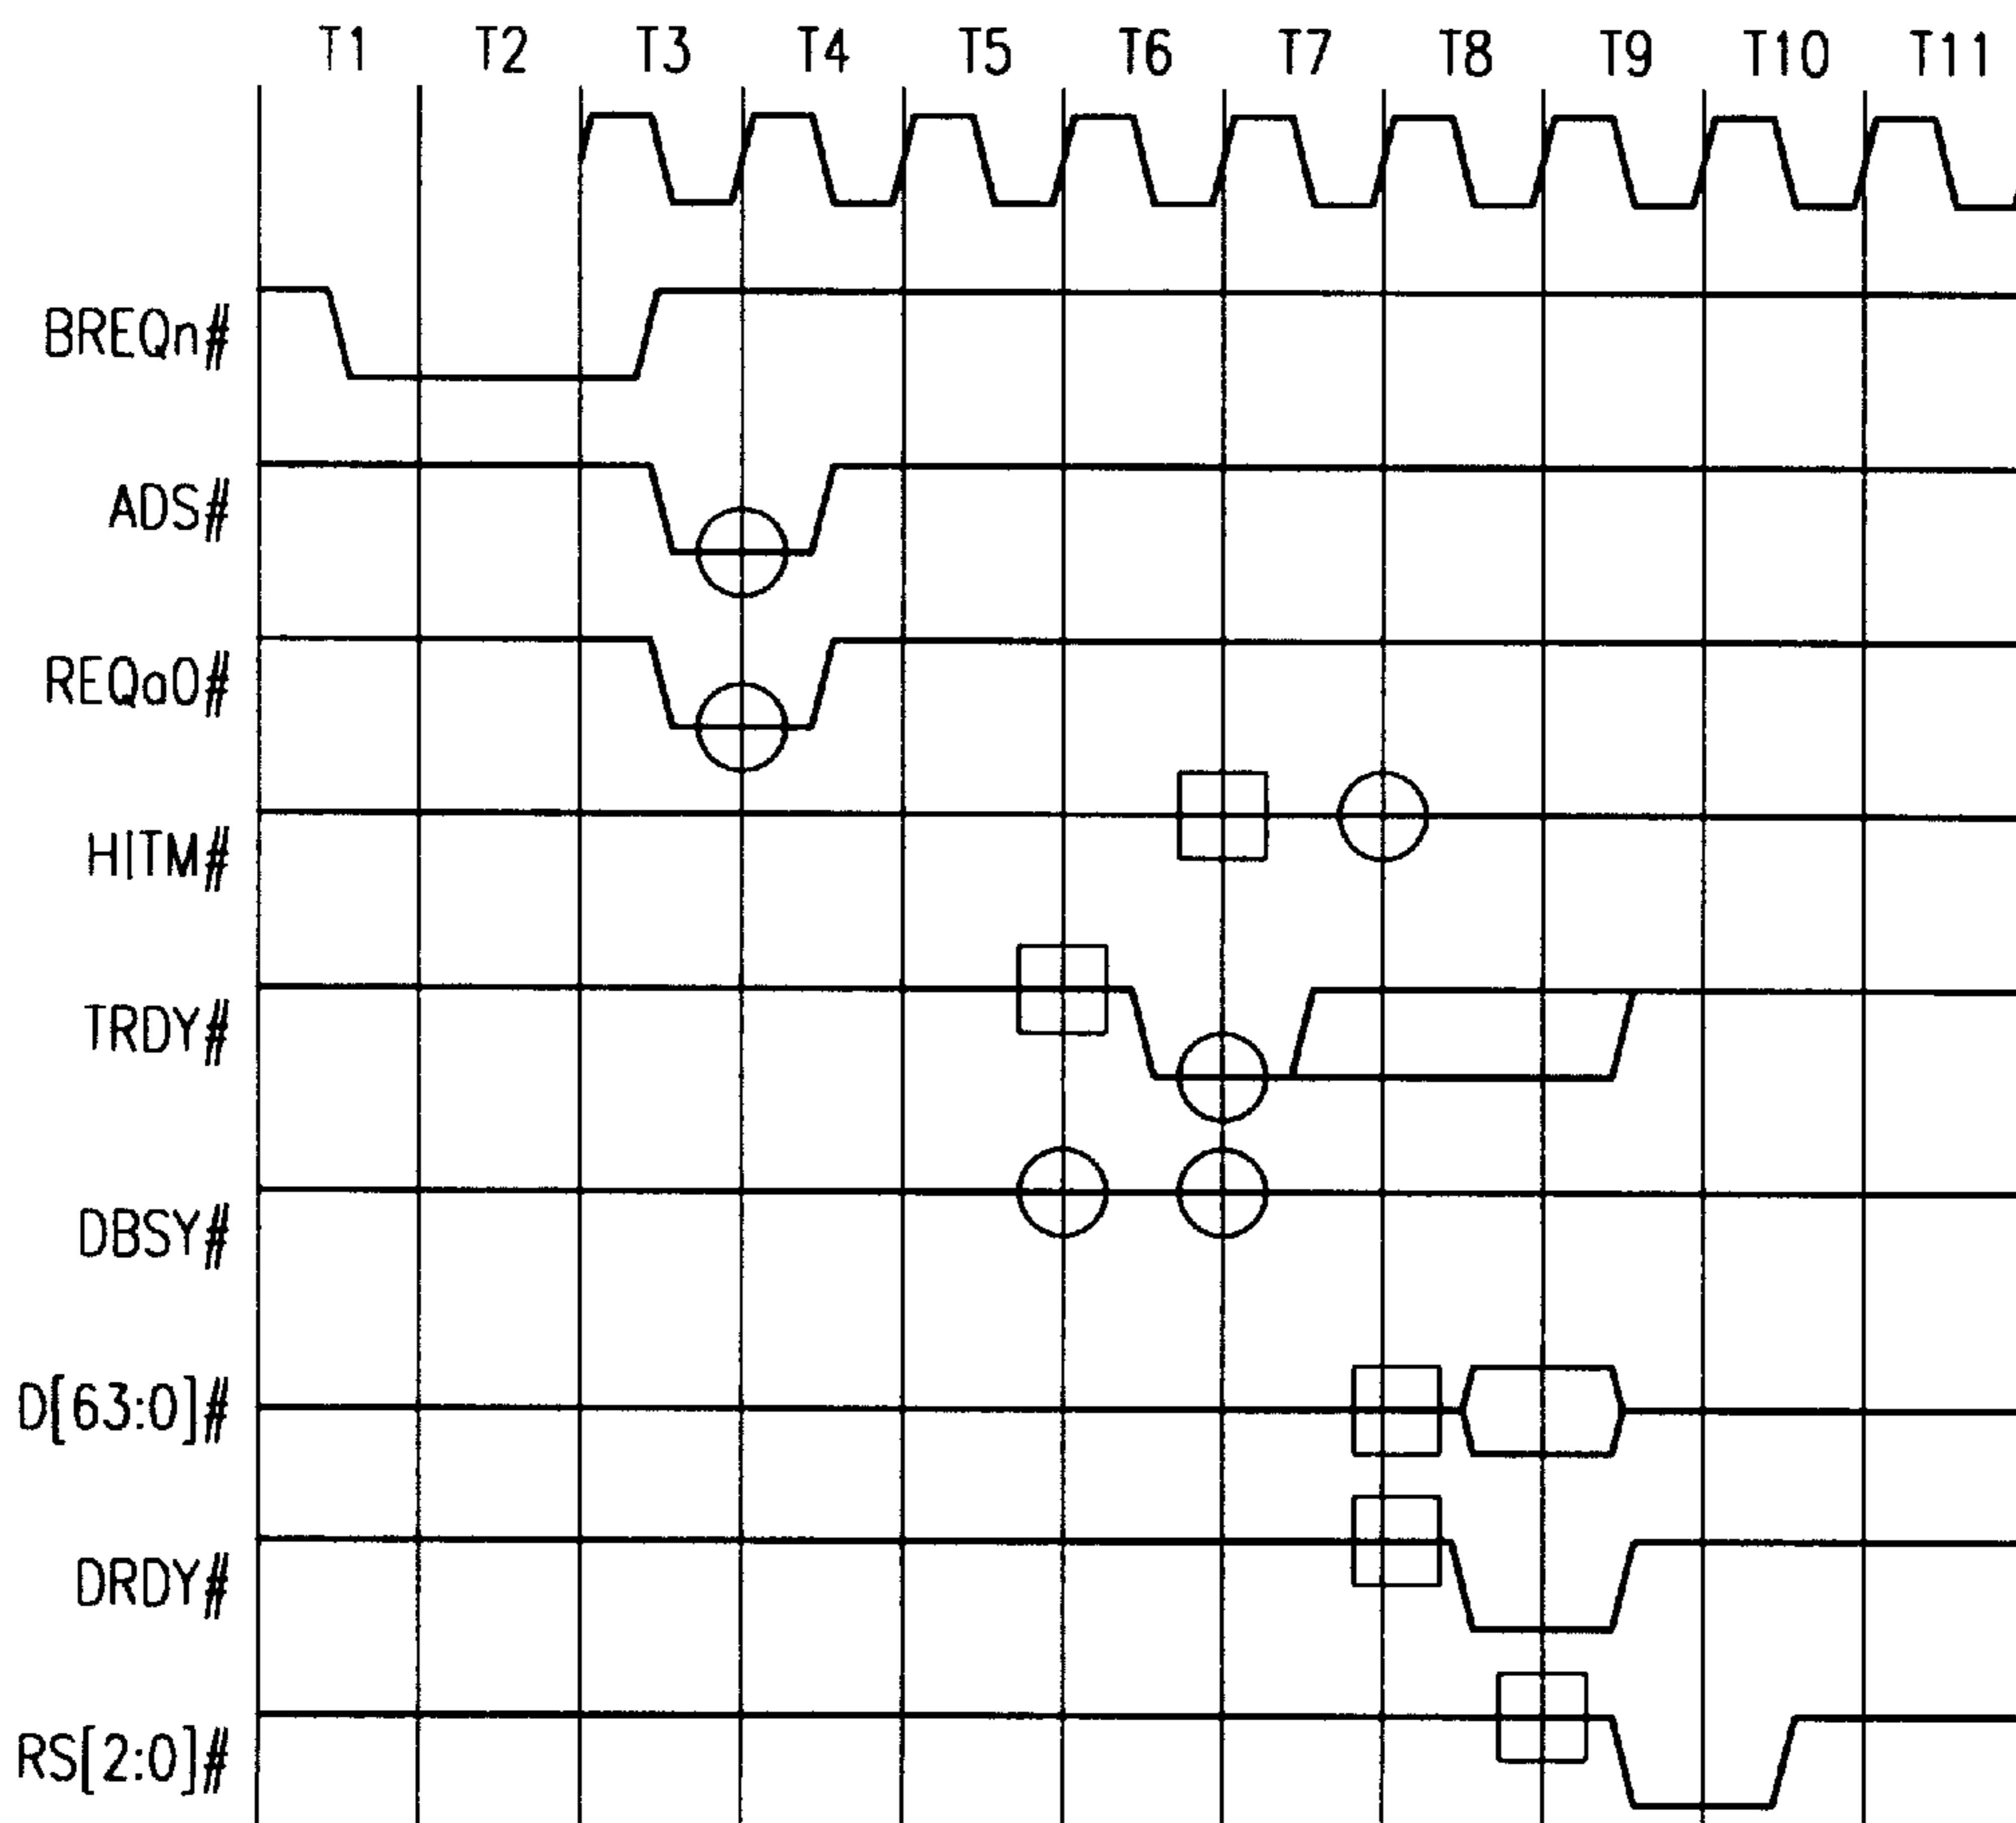 T1 T2 T3 T4 T5 T6 T7 T8 T9 T10 T11
BREQn#
ADS#
REQa0#
HITM#
TRDY#
DBSY#
D[63:0]#
DRDY#
RS[2:0]#